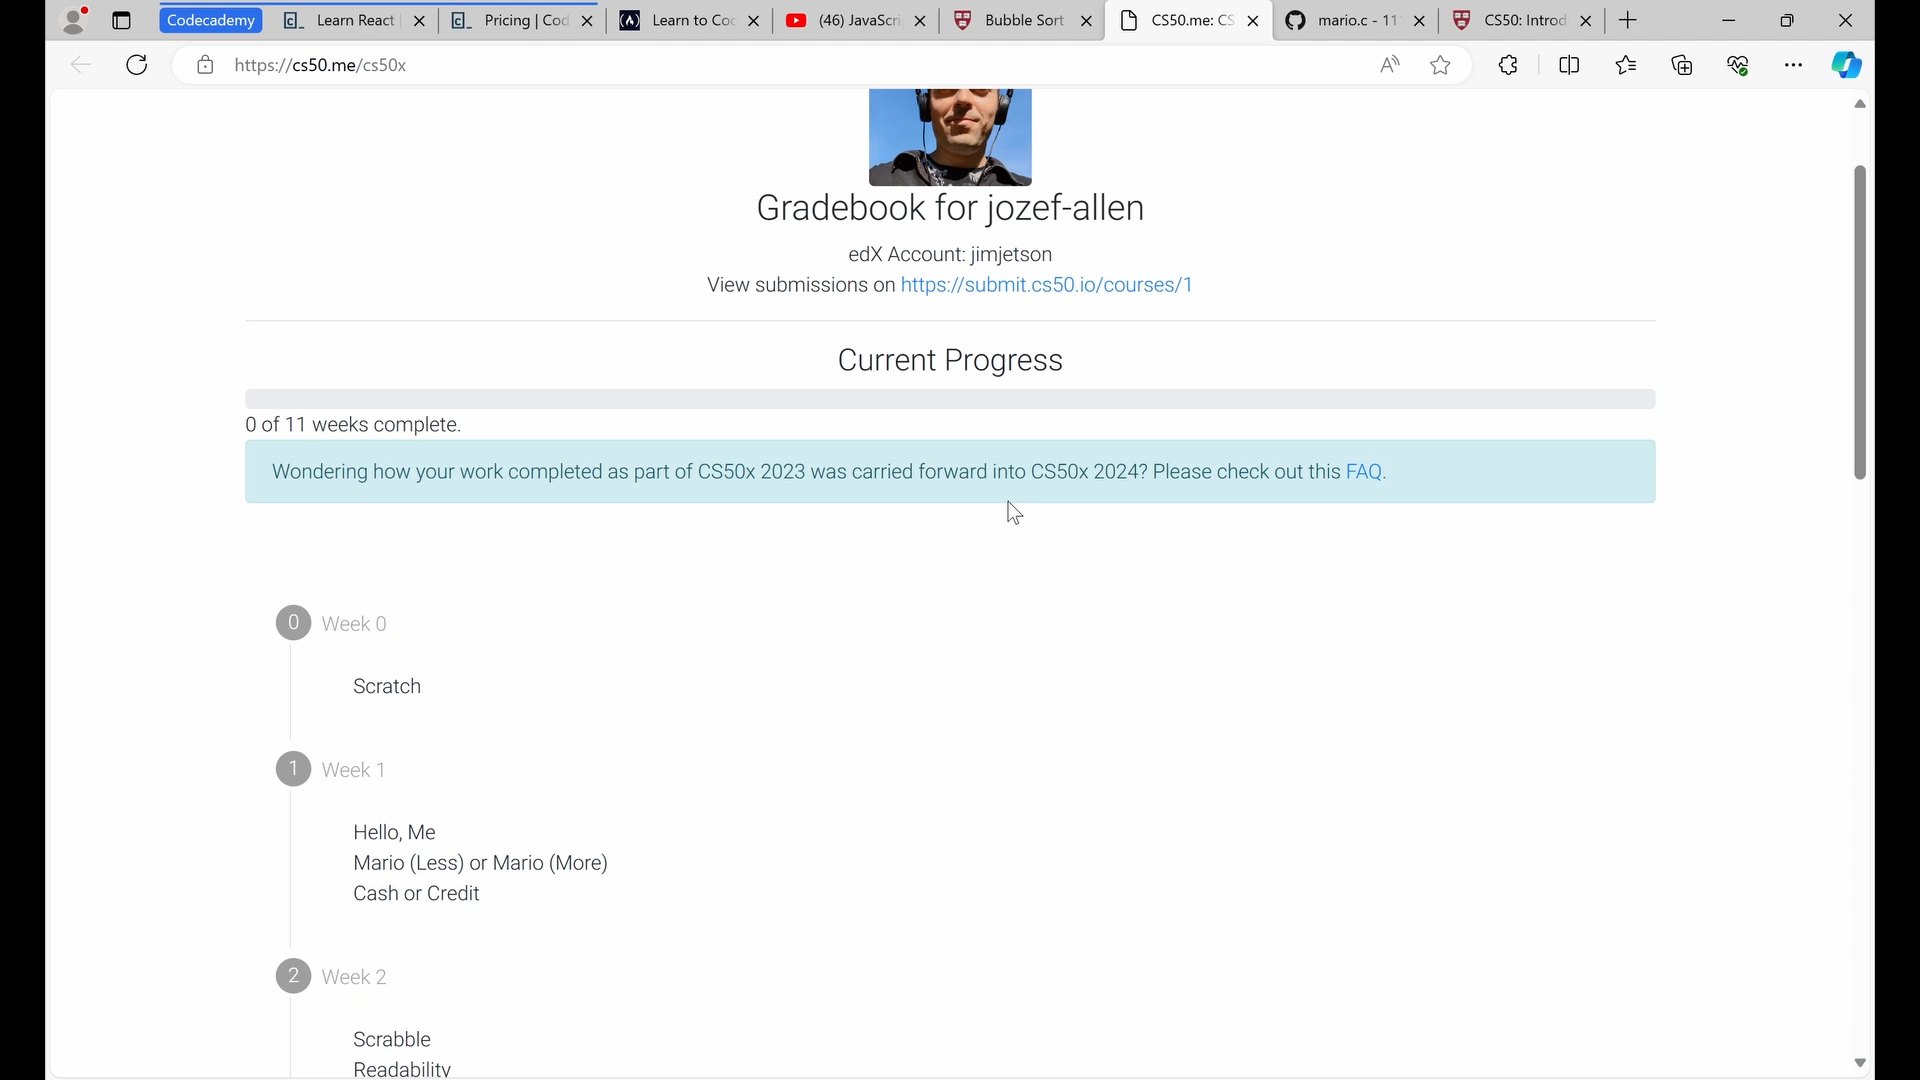 Codecademy
Learn React
Pricing | Cod
Learn to Coc
(46) JavaScri
Bubble Sort
CS50.me: CS
mario.c - 11
CS50: Introd
https://cs50.me/cs50x
Gradebook for jozef-allen
edX Account: jimjetson
View submissions on https://submit.cs50.io/courses/1
Current Progress
0 of 11 weeks complete.
Wondering how your work completed as part of CS50x 2023 was carried forward into CS50x 2024? Please check out this FAQ.
0 Week 0
Scratch
1 Week 1
Hello, Me
Mario (Less) or Mario (More)
Cash or Credit
2 Week 2
Scrabble
Readability